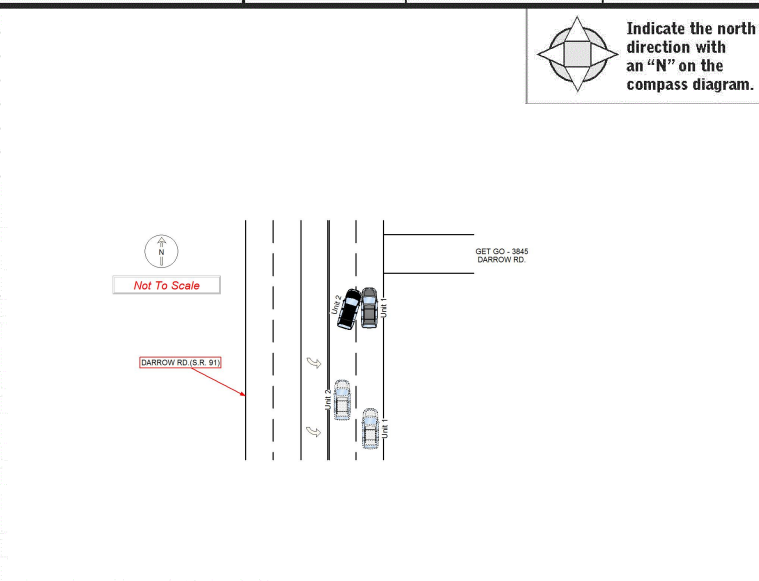 Indicate the north
direction with
an “N” on the
compass diagram.
N
GET GO - 3845
DARROW RD.
Not To Scale
Unit 2
Unit 1
DARROW RD.(S.R. 91)
Unit 2
Unit 1